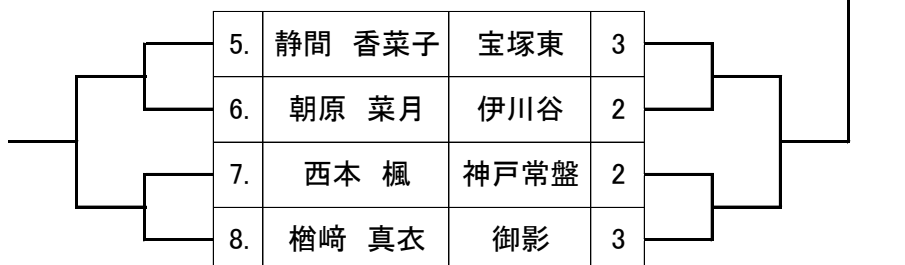 5. 静間　香菜子 宝塚東 3
6. 朝原　菜月 伊川谷 2
7. 西本　楓 神戸常盤 2
8. 楢﨑　真衣 御影 3